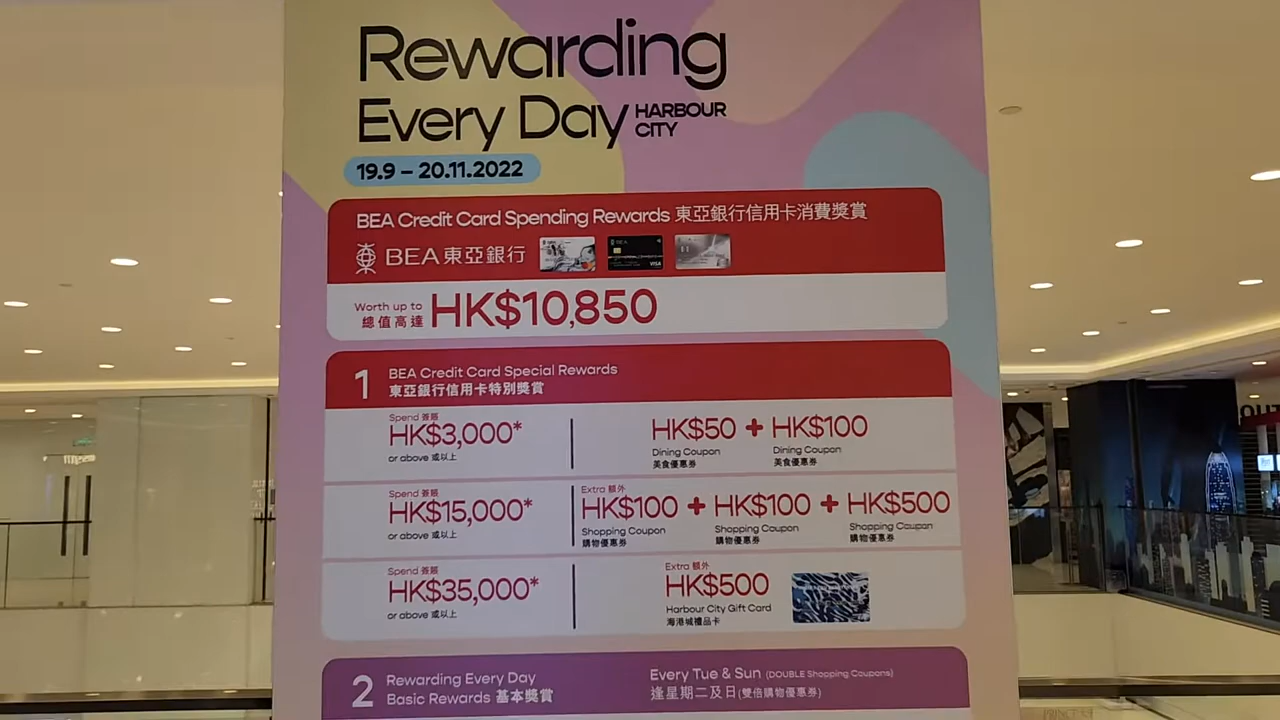 Rewarding
Every Day HARBOUR
CITY
19.9 – 20.11.2022
BEA Credit Card Spending Rewards 東亞銀行信用卡消費獎賞
BEA東亞銀行
Worth up to
總值高達 HK$10,850
1 BEA Credit Card Special Rewards
東亞銀行信用卡特別獎賞
Spend 簽賬
HK$3,000*
or above 或以上
HK$50 + HK$100
Dining Coupon Dining Coupon
美食優惠券 美食優惠券
Spend 簽賬
HK$15,000*
or above 或以上
Extra 額外
HK$100 + HK$100 + HK$500
Shopping Coupon Shopping Coupon Shopping Coupon
購物優惠券 購物優惠券 購物優惠券
Spend 簽賬
HK$35,000*
or above 或以上
Extra 額外
HK$500
Harbour City Gift Card
海港城禮品卡
2 Rewarding Every Day
Basic Rewards 基本獎賞
Every Tue & Sun (DOUBLE Shopping Coupons)
逢星期二及日(雙倍購物優惠券)